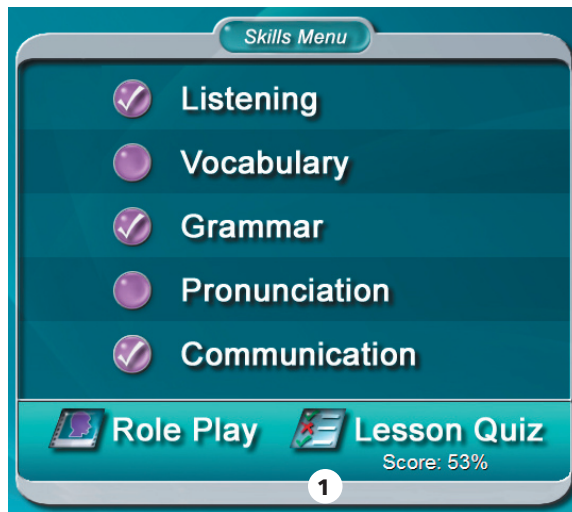 Skills Menu
Listening
Vocabulary
Grammar
Pronunciation
Communication
Role Play Lesson Quiz
Score: 53%
1